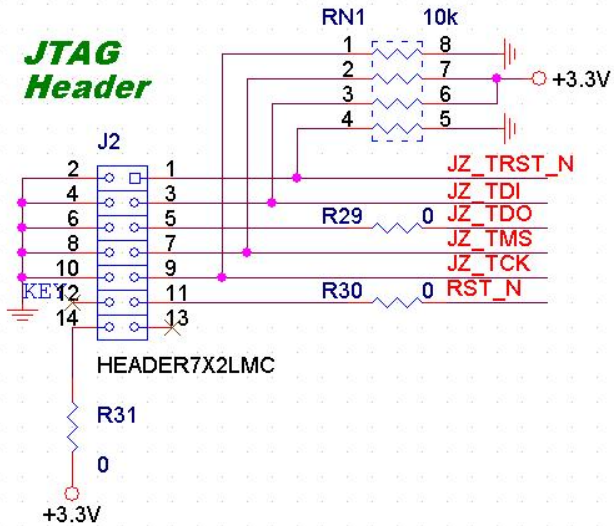 RN1 10k
JTAG
Header
1 8
2 7
+3.3V
3 6
4 5
J2
2 1 JZ_TRST_N
4 3 JZ_TDI
6 5 R29 0 JZ_TDO
8 7 JZ_TMS
10 9 JZ_TCK
KEY 12 11 R30 0 RST_N
14 13
HEADER7X2LMC
R31
0
+3.3V